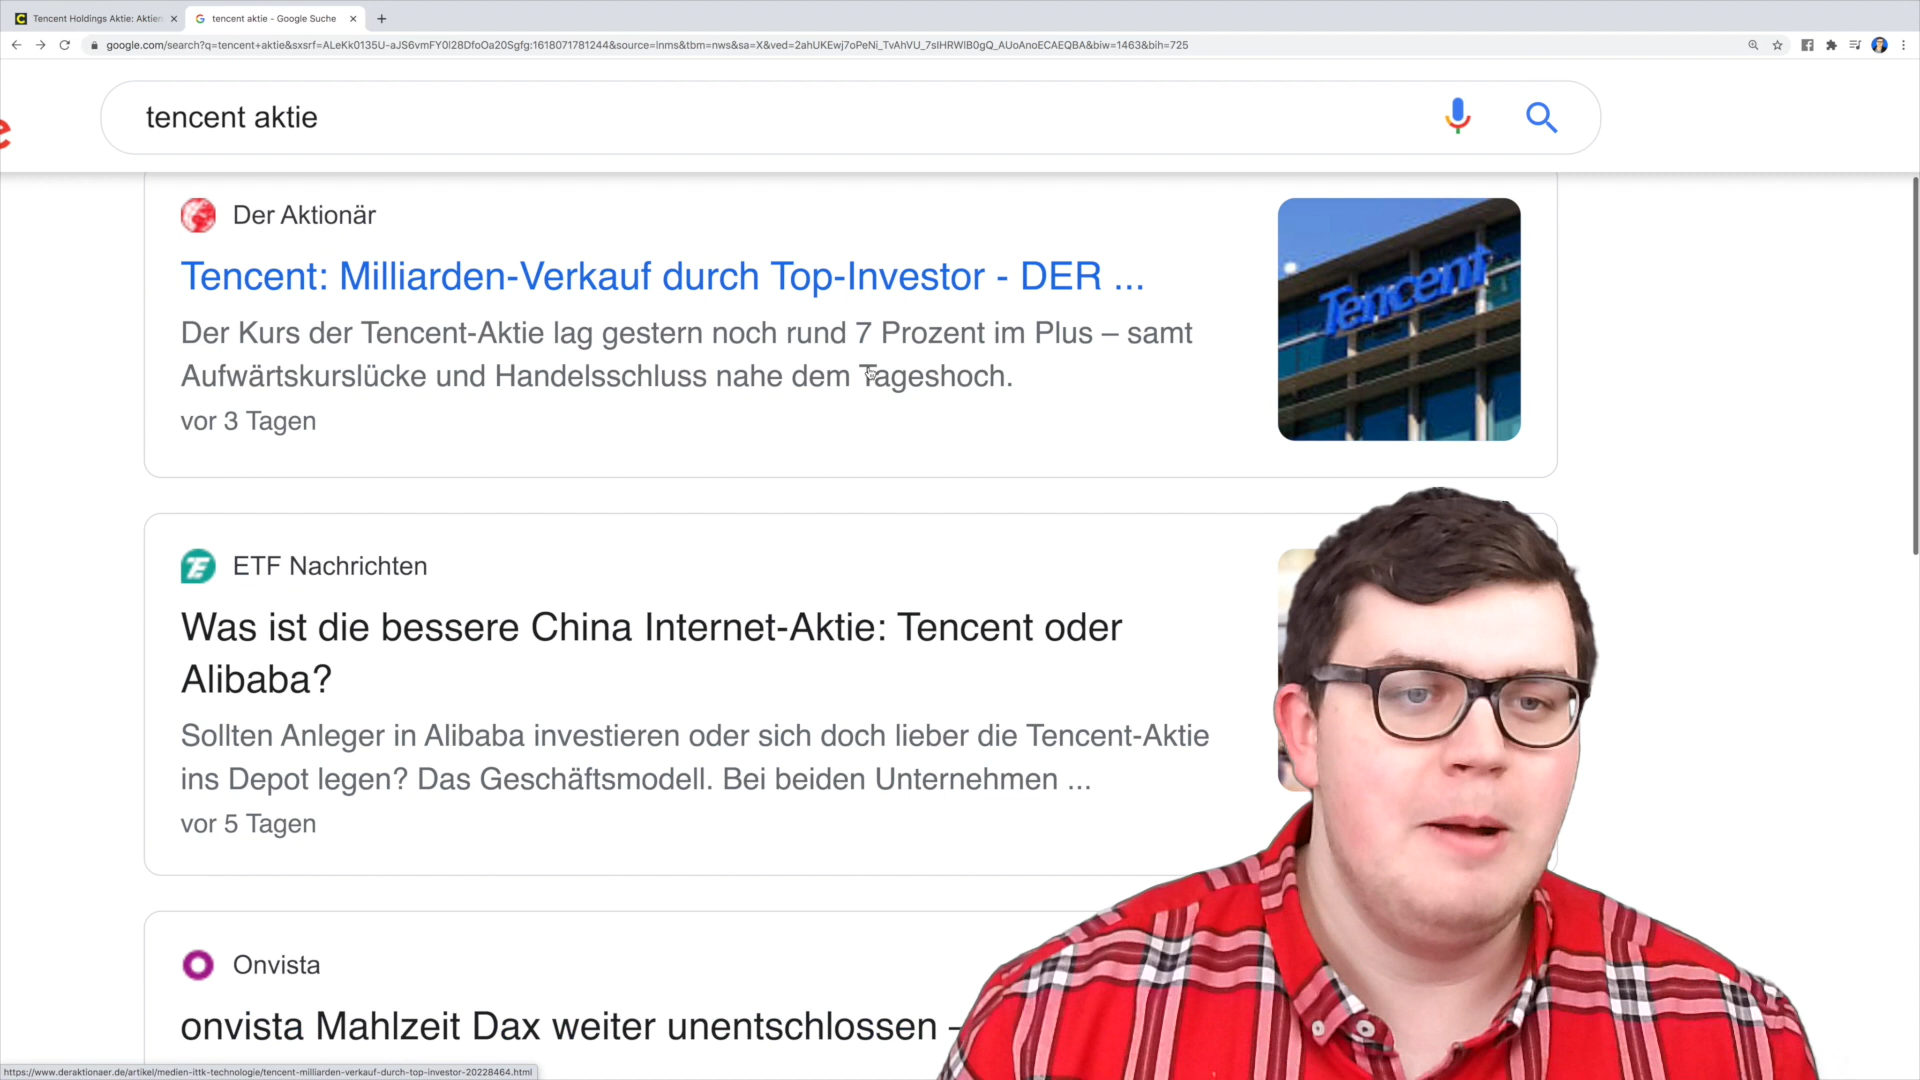 Tencent Holdings Aktie: Aktien
tencent aktie - Google Suche
google.com/search?q=tencent+aktie&sxsrf=ALeKk0135U-aJS6vmFY0l28DfoOa20Sgfg:1618071781244&source=lnms&tbm=nws&sa=X&ved=2ahUKEwj7oPeNi_TvAhVU_7sIHRWlB0gQ_AUoAnoECAEQBA&biw=1463&bih=725
tencent aktie
Der Aktionär
Tencent: Milliarden-Verkauf durch Top-Investor - DER ...
Der Kurs der Tencent-Aktie lag gestern noch rund 7 Prozent im Plus – samt
Aufwärtskurslücke und Handelsschluss nahe dem Tageshoch.
vor 3 Tagen
Tencent
ETF Nachrichten
Was ist die bessere China Internet-Aktie: Tencent oder
Alibaba?
Sollten Anleger in Alibaba investieren oder sich doch lieber die Tencent-Aktie
ins Depot legen? Das Geschäftsmodell. Bei beiden Unternehmen ...
vor 5 Tagen
Onvista
onvista Mahlzeit Dax weiter unentschlossen –
https://www.deraktionaer.de/artikel/medien-ittk-technologie/tencent-milliarden-verkauf-durch-top-investor-20228464.html